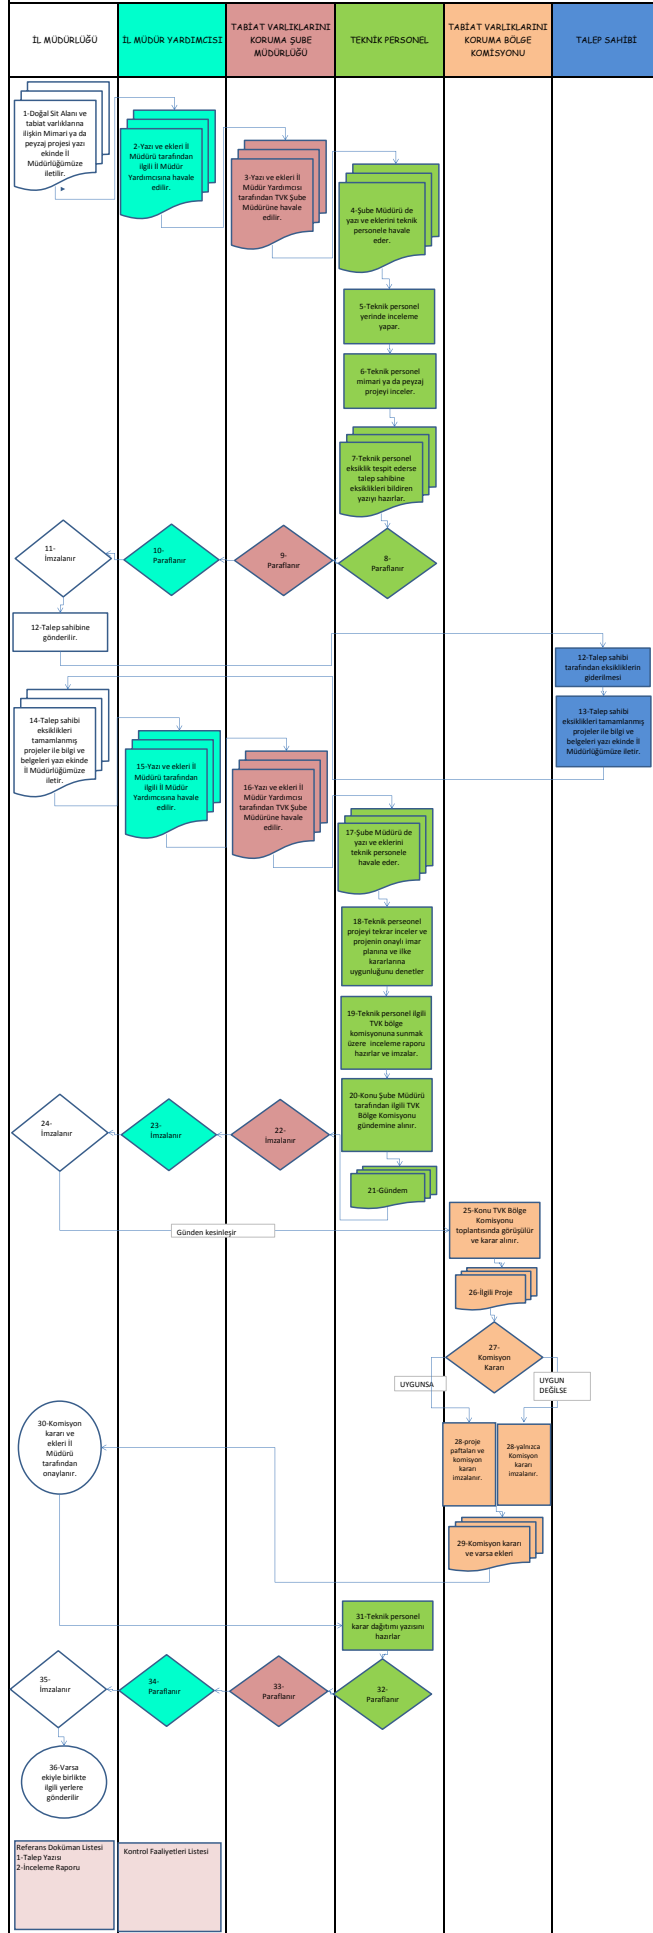 İL MÜDÜRLÜĞÜ
İL MÜDÜR YARDIMCISI
TABİAT VARLIKLARINI
KORUMA ŞUBE
MÜDÜRLÜĞÜ
TEKNİK PERSONEL
TABİAT VARLIKLARINI
KORUMA BÖLGE
KOMİSYONU
TALEP SAHİBİ
1-Doğal Sit Alanı ve
tabiat varlıklarına
ilişkin Mimari ya da
peyzaj projesi yazı
ekinde İl
Müdürlüğümüze
iletilir.
2-Yazı ve ekleri İl
Müdürü tarafından
ilgili İl Müdür
Yardımcısına havale
edilir.
3-Yazı ve ekleri İl
Müdür Yardımcısı
tarafından TVK Şube
Müdürüne havale
edilir.
4-Şube Müdürü de
yazı ve eklerini teknik
personele havale
eder.
5-Teknik personel
yerinde inceleme
yapar.
6-Teknik personel
mimari ya da peyzaj
projeyi inceler.
7-Teknik personel
eksiklik tespit ederse
talep sahibine
eksiklikleri bildiren
yazıyı hazırlar.
11-
İmzalanır
10-
Paraflanır
9-
Paraflanır
8-
Paraflanır
12-Talep sahibine
gönderilir.
12-Talep sahibi
tarafından eksikliklerin
giderilmesi
13-Talep sahibi
eksiklikleri tamamlanmış
projeler ile bilgi ve
belgeleri yazı ekinde İl
Müdürlüğümüze iletir.
14-Talep sahibi
eksiklikleri
tamamlanmış
projeler ile bilgi ve
belgeleri yazı ekinde
İl Müdürlüğümüze
iletir.
15-Yazı ve ekleri İl
Müdürü tarafından
ilgili İl Müdür
Yardımcısına havale
edilir.
16-Yazı ve ekleri İl
Müdür Yardımcısı
tarafından TVK Şube
Müdürüne havale
edilir.
17-Şube Müdürü de
yazı ve eklerini
teknik personele
havale eder.
18-Teknik perseonel
projeyi tekrar inceler ve
projenin onaylı imar
planına ve ilke
kararlarına
uygunluğunu denetler
19-Teknik personel ilgili
TVK bölge
komisyonuna sunmak
üzere inceleme raporu
hazırlar ve imzalar.
20-Konu Şube Müdürü
tarafından ilgili TVK
Bölge Komisyonu
gündemine alınır.
24-
İmzalanır
23-
İmzalanır
22-
İmzalanır
21-Gündem
Günden kesinleşir
25-Konu TVK Bölge
Komisyonu
toplantısında görüşülür
ve karar alınır.
26-İlgili Proje
27-
Komisyon
Kararı
UYGUNSA
UYGUN
DEĞİLSE
28-proje
paftaları ve
komisyon
kararı
imzalanır.
28-yalnızca
Komisyon
kararı
imzalanır.
30-Komisyon
kararı ve
ekleri İl
Müdürü
tarafından
onaylanır.
29-Komisyon kararı
ve varsa ekleri
31-Teknik personel
karar dağıtımı yazısını
hazırlar
35-
İmzalanır
34-
Paraflanır
33-
Paraflanır
32-
Paraflanır
36-Varsa
ekiyle birlikte
ilgili yerlere
gönderilir
Referans Doküman Listesi
1-Talep Yazısı
2-İnceleme Raporu
Kontrol Faaliyetleri Listesi